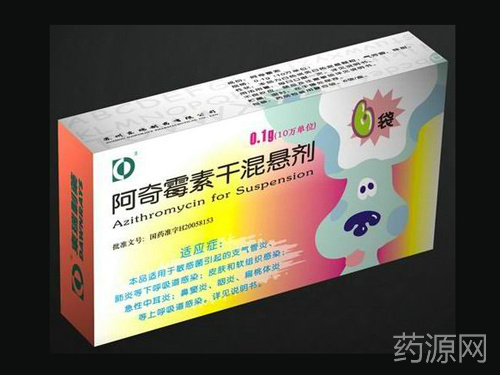 0.1g(10万单位)
6袋
阿奇霉素干混悬剂
Azithromycin for Suspension
批准文号：国药准字H20058153
适应症：
本品适用于敏感菌引起的支气管炎、
肺炎等下呼吸道感染；皮肤和软组织感染；
急性中耳炎；鼻窦炎、咽炎、扁桃体炎
等上呼吸道感染。详见说明书。
药源网